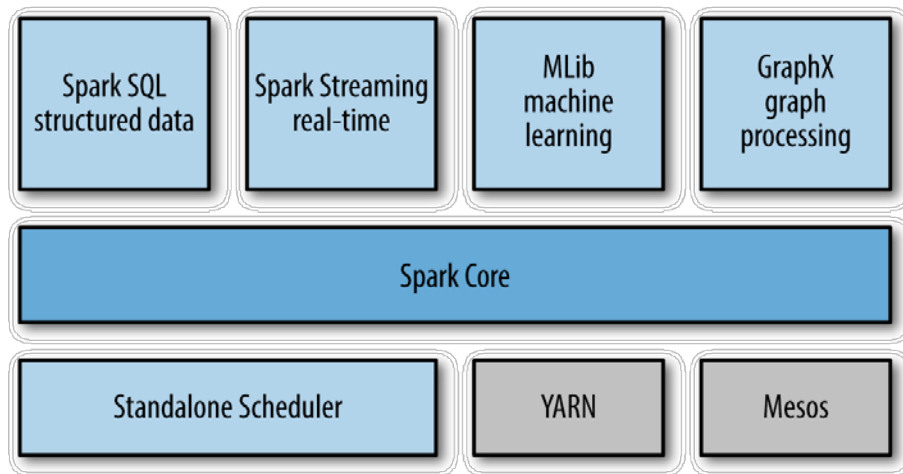 Spark SQL
structured data
Spark Streaming
real-time
MLib
machine
learning
GraphX
graph
processing
Spark Core
Standalone Scheduler
YARN
Mesos